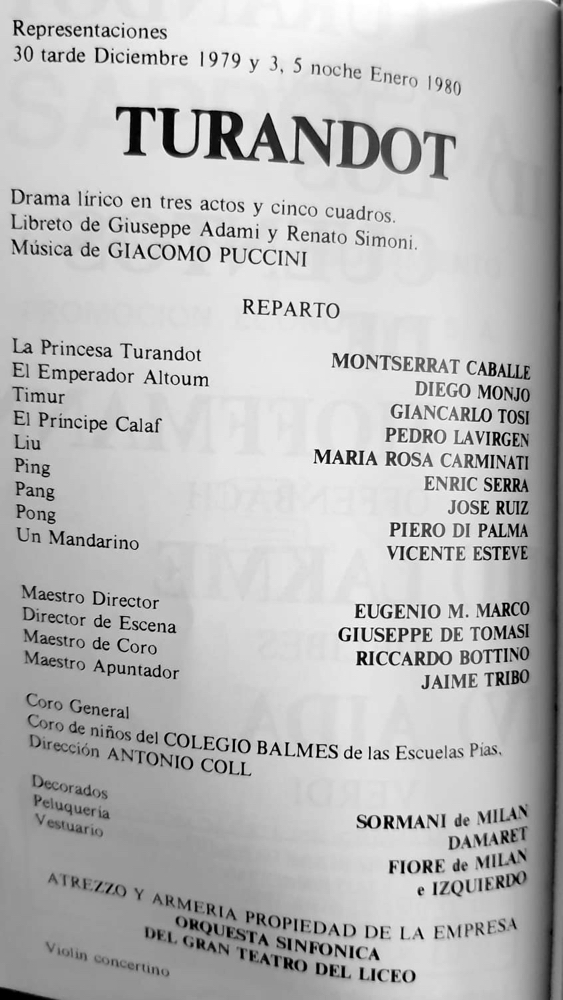 Representaciones
30 tarde Diciembre 1979 y 3, 5 noche Enero 1980
TURANDOT
Drama lírico en tres actos y cinco cuadros.
Libreto de Giuseppe Adami y Renato Simoni.
Música de GIACOMO PUCCINI
REPARTO
La Princesa Turandot MONTSERRAT CABALLE
El Emperador Altoum DIEGO MONJO
Timur GIANCARLO TOSI
El Príncipe Calaf PEDRO LAVIRGEN
Liu MARIA ROSA CARMINATI
Ping ENRIC SERRA
Pang JOSE RUIZ
Pong PIERO DI PALMA
Un Mandarino VICENTE ESTEVE
Maestro Director EUGENIO M. MARCO
Director de Escena GIUSEPPE DE TOMASI
Maestro de Coro RICCARDO BOTTINO
Maestro Apuntador JAIME TRIBO
Coro General
Coro de niños del COLEGIO BALMES de las Escuelas Pías.
Dirección ANTONIO COLL
Decorados SORMANI de MILAN
Peluquería DAMARET
Vestuario FIORE de MILAN
e IZQUIERDO
ATREZZO Y ARMERIA PROPIEDAD DE LA EMPRESA
ORQUESTA SINFONICA
DEL GRAN TEATRO DEL LICEO
Violín concertino